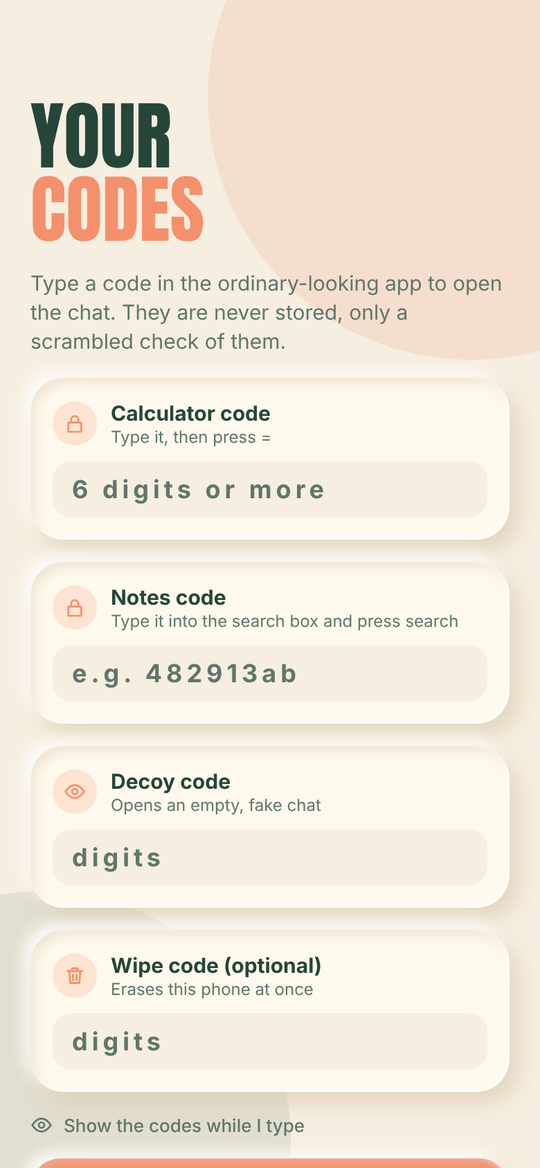 YOUR
CODES
Type a code in the ordinary-looking app to open
the chat. They are never stored, only a
scrambled check of them.
Calculator code
Type it, then press =
6 digits or more
Notes code
Type it into the search box and press search
e.g. 482913ab
Decoy code
Opens an empty, fake chat
digits
Wipe code (optional)
Erases this phone at once
digits
Show the codes while I type